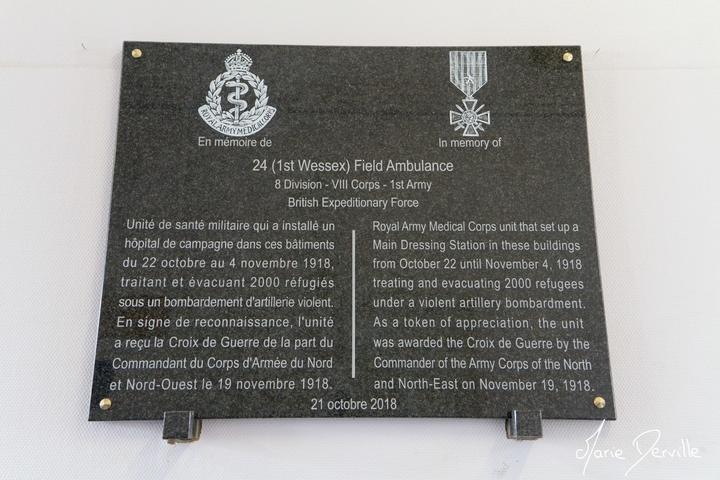 ROYAL ARMY MEDICAL CORPS
En mémoire de
In memory of
24 (1st Wessex) Field Ambulance
8 Division - VIII Corps - 1st Army
British Expeditionary Force
Unité de santé militaire qui a installé un
hôpital de campagne dans ces bâtiments
du 22 octobre au 4 novembre 1918,
traitant et évacuant 2000 réfugiés
sous un bombardement d'artillerie violent.
En signe de reconnaissance, l'unité
a reçu la Croix de Guerre de la part du
Commandant du Corps d'Armée du Nord
et Nord-Ouest le 19 novembre 1918.
Royal Army Medical Corps unit that set up a
Main Dressing Station in these buildings
from October 22 until November 4, 1918
treating and evacuating 2000 refugees
under a violent artillery bombardment.
As a token of appreciation, the unit
was awarded the Croix de Guerre by the
Commander of the Army Corps of the North
and North-East on November 19, 1918.
21 octobre 2018
Marie Derville